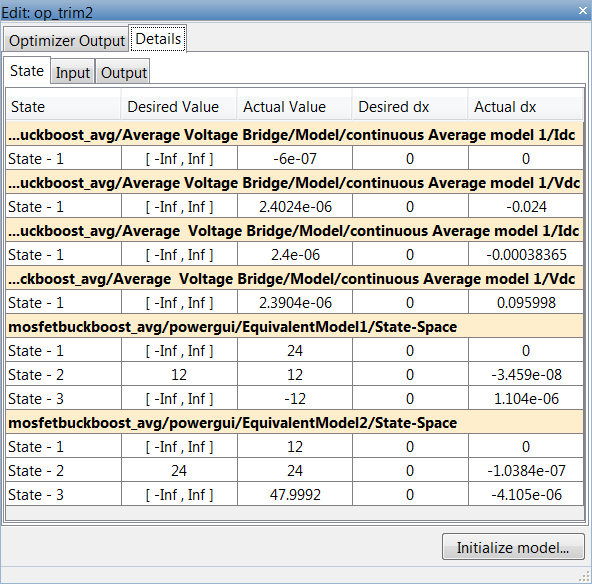 Edit: op_trim2
Optimizer Output Details
State Input Output
State Desired Value Actual Value Desired dx Actual dx
...uckboost_avg/Average Voltage Bridge/Model/continuous Average model 1/Idc
State - 1 [ -Inf , Inf ] -6e-07 0 0
...uckboost_avg/Average Voltage Bridge/Model/continuous Average model 1/Vdc
State - 1 [ -Inf , Inf ] 2.4024e-06 0 -0.024
...uckboost_avg/Average  Voltage Bridge/Model/continuous Average model 1/Idc
State - 1 [ -Inf , Inf ] 2.4e-06 0 -0.00038365
...ckboost_avg/Average  Voltage Bridge/Model/continuous Average model 1/Vdc
State - 1 [ -Inf , Inf ] 2.3904e-06 0 0.095998
mosfetbuckboost_avg/powergui/EquivalentModel1/State-Space
State - 1 [ -Inf , Inf ] 24 0 0
State - 2 12 12 0 -3.459e-08
State - 3 [ -Inf , Inf ] -12 0 1.104e-06
mosfetbuckboost_avg/powergui/EquivalentModel2/State-Space
State - 1 [ -Inf , Inf ] 12 0 0
State - 2 24 24 0 -1.0384e-07
State - 3 [ -Inf , Inf ] 47.9992 0 -4.105e-06
Initialize model...